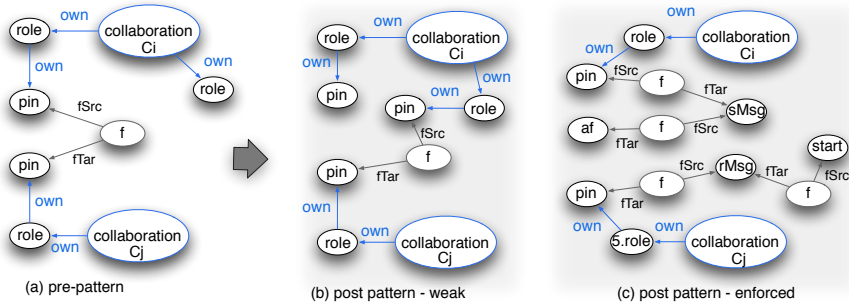 role
own
collaboration
Ci
own
role
pin
fSrc
f
fTar
pin
own
role
own
collaboration
Cj
(a) pre-pattern
role
own
collaboration
Ci
own
own
pin
pin
own
role
fSrc
f
pin
fTar
own
role
own
collaboration
Cj
(b) post pattern - weak
role
own
collaboration
Ci
own
pin
fSrc
f
fTar
sMsg
af
fTar
f
fSrc
start
fSrc
rMsg
fTar
fSrc
f
pin
fTar
f
own
5.role
own
collaboration
Cj
(c) post pattern - enforced